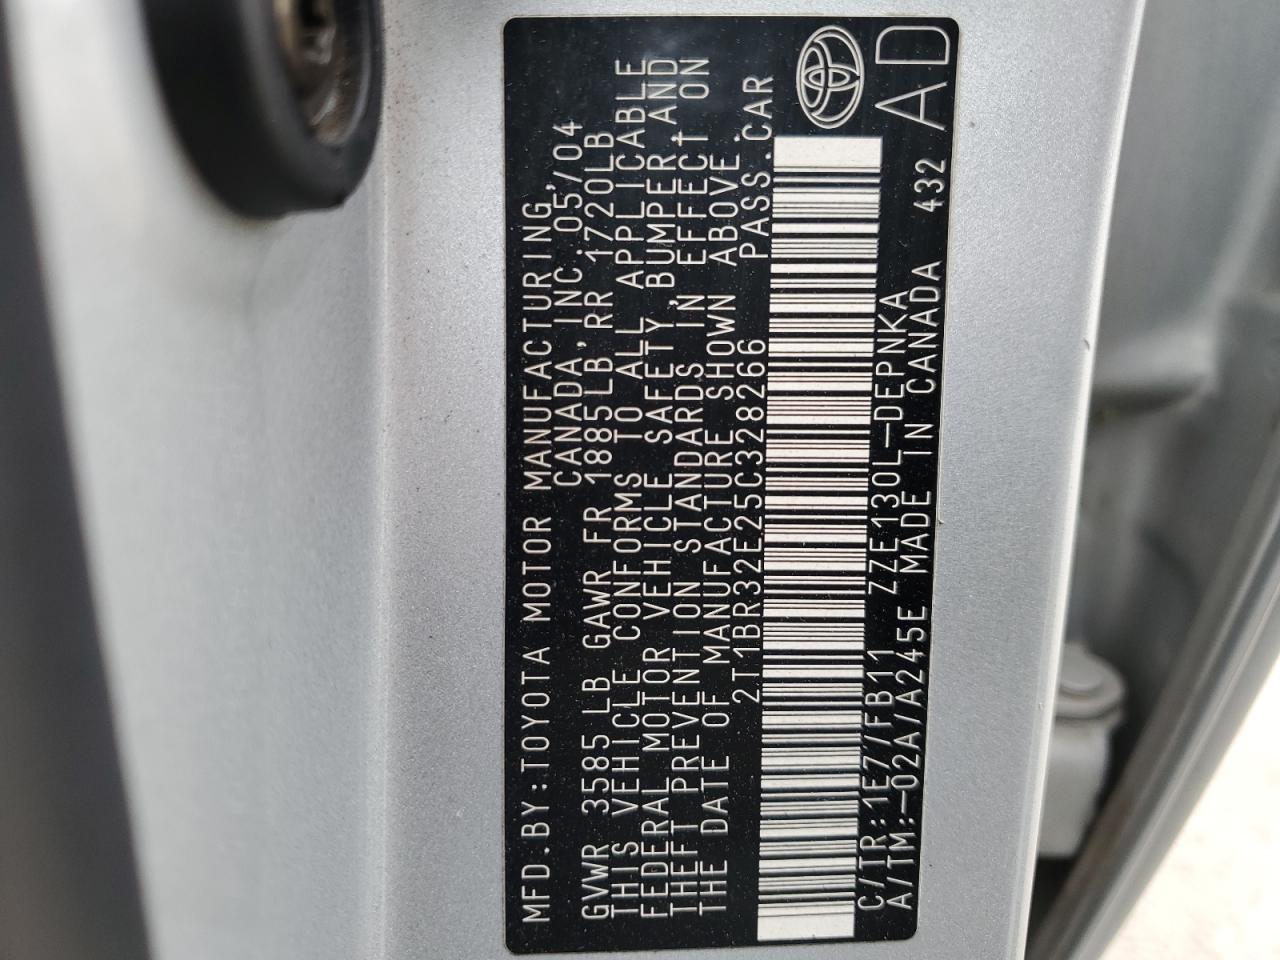 MFD.BY:TOYOTA MOTOR MANUFACTURING,
CANADA,INC. 05/04
GVWR 3585 LB GAWR FR 1885LB,RR 1720LB
THIS VEHICLE CONFORMS TO ALL APPLICABLE
FEDERAL MOTOR VEHICLE SAFETY,BUMPER,AND
THEFT PREVENTION STANDARDS IN EFFECT ON
THE DATE OF MANUFACTURE SHOWN ABOVE.
2T1BR32E25C328266 PASS.CAR
C/TR:1E7/FB11 ZZE130L-DEPNKA
A/TM:-02A/A245E MADE IN CANADA 432
AD